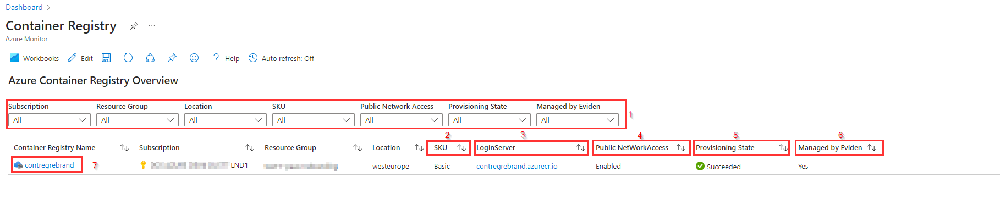 Dashboard
Container Registry
Azure Monitor
Workbooks Edit Help Auto refresh: Off
Azure Container Registry Overview
Subscription Resource Group Location SKU Public Network Access Provisioning State Managed by Eviden
All All All All All All All 1
2 3 4 5 6
Container Registry Name Subscription Resource Group Location SKU LoginServer Public NetWorkAccess Provisioning State Managed by Eviden
contregrebrand 7 LND1 westeurope Basic contregrebrand.azurecr.io Enabled Succeeded Yes